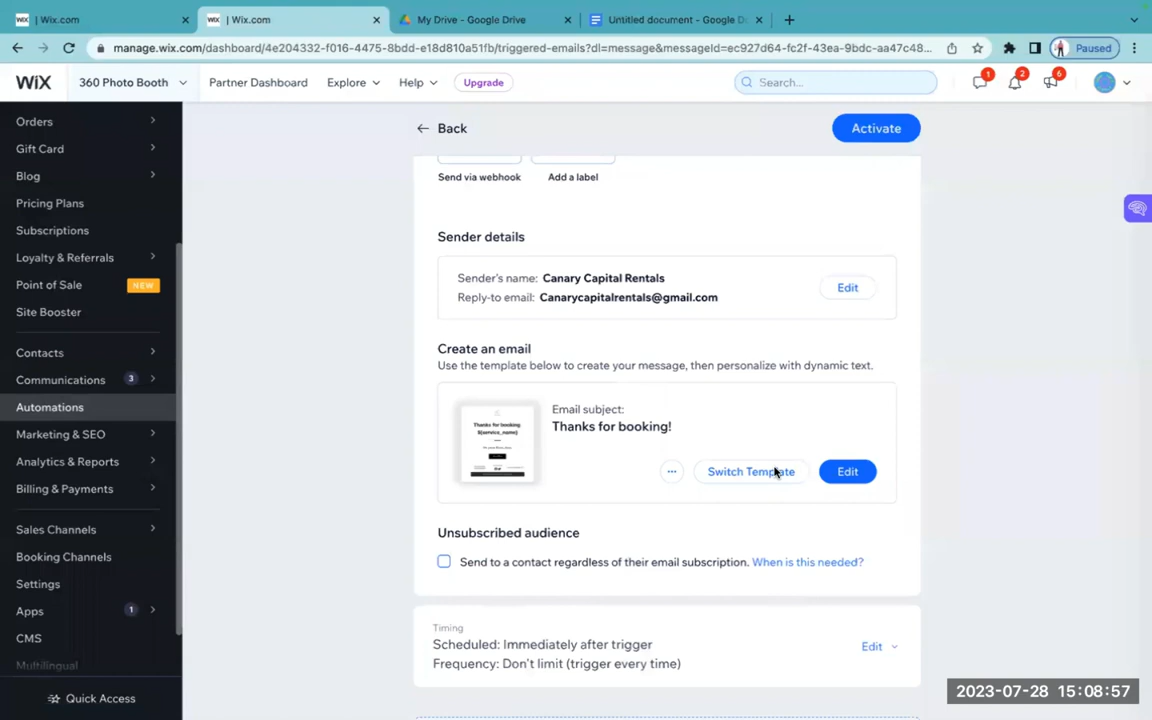 WiX | Wix.com
WiX | Wix.com
My Drive - Google Drive
Untitled document - Google D
manage.wix.com/dashboard/4e204332-f016-4475-8bdd-e18d810a51fb/triggered-emails?dl=message&messageId=ec927d64-fc2f-43ea-9bdc-aa47c48...
Paused
WiX
360 Photo Booth
Partner Dashboard
Explore
Help
Upgrade
Search...
1
2
6
Orders
Gift Card
Blog
Pricing Plans
Subscriptions
Loyalty & Referrals
Point of Sale
NEW
Site Booster
Contacts
Communications
3
Automations
Marketing & SEO
Analytics & Reports
Billing & Payments
Sales Channels
Booking Channels
Settings
Apps
1
CMS
Multilingual
Quick Access
← Back
Activate
Send via webhook
Add a label
Sender details
Sender's name: Canary Capital Rentals
Reply-to email: Canarycapitalrentals@gmail.com
Edit
Create an email
Use the template below to create your message, then personalize with dynamic text.
Thanks for booking
${service_name}
Email subject:
Thanks for booking!
Switch Template
Edit
Unsubscribed audience
Send to a contact regardless of their email subscription. When is this needed?
Timing
Scheduled: Immediately after trigger
Frequency: Don't limit (trigger every time)
Edit
2023-07-28 15:08:57